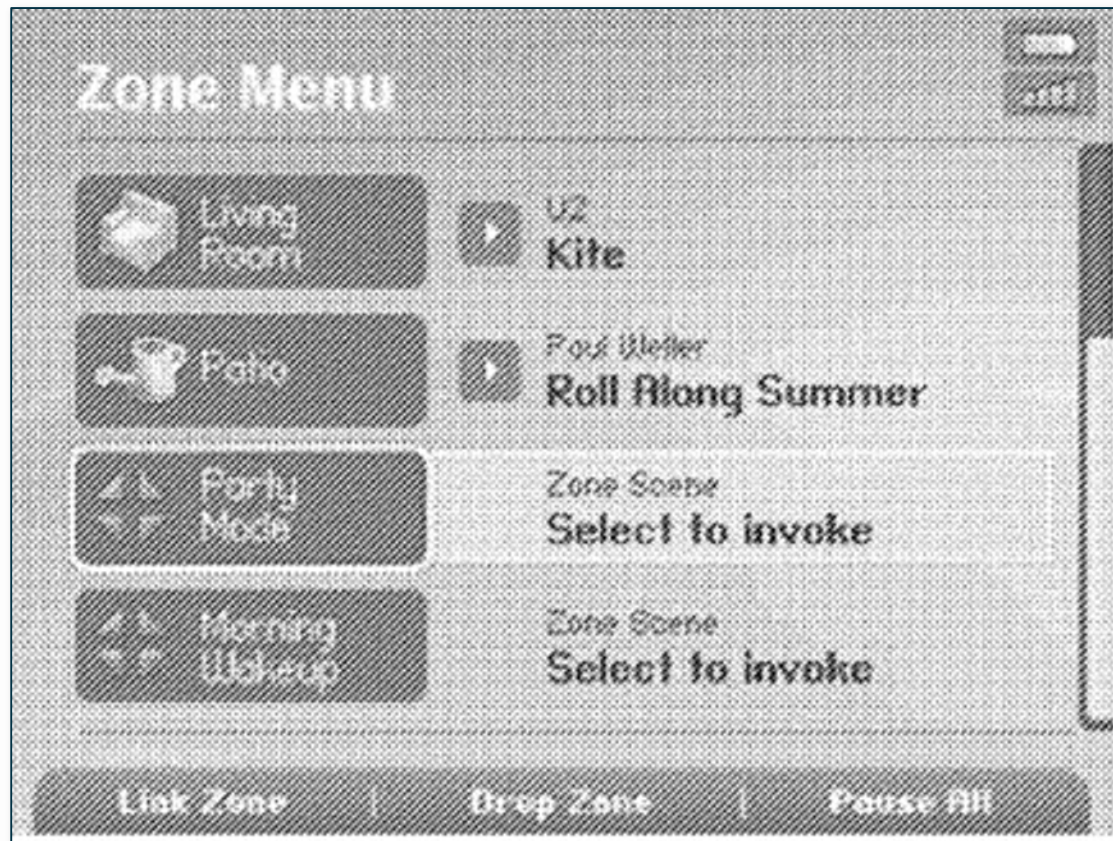 Zone Menu
Living
Room
U2
Kite
Patio
Paul Weller
Roll Along Summer
Party
Mode
Zone Scene
Select to invoke
Morning
Wakeup
Zone Scene
Select to invoke
Link Zone | Drop Zone | Pause All